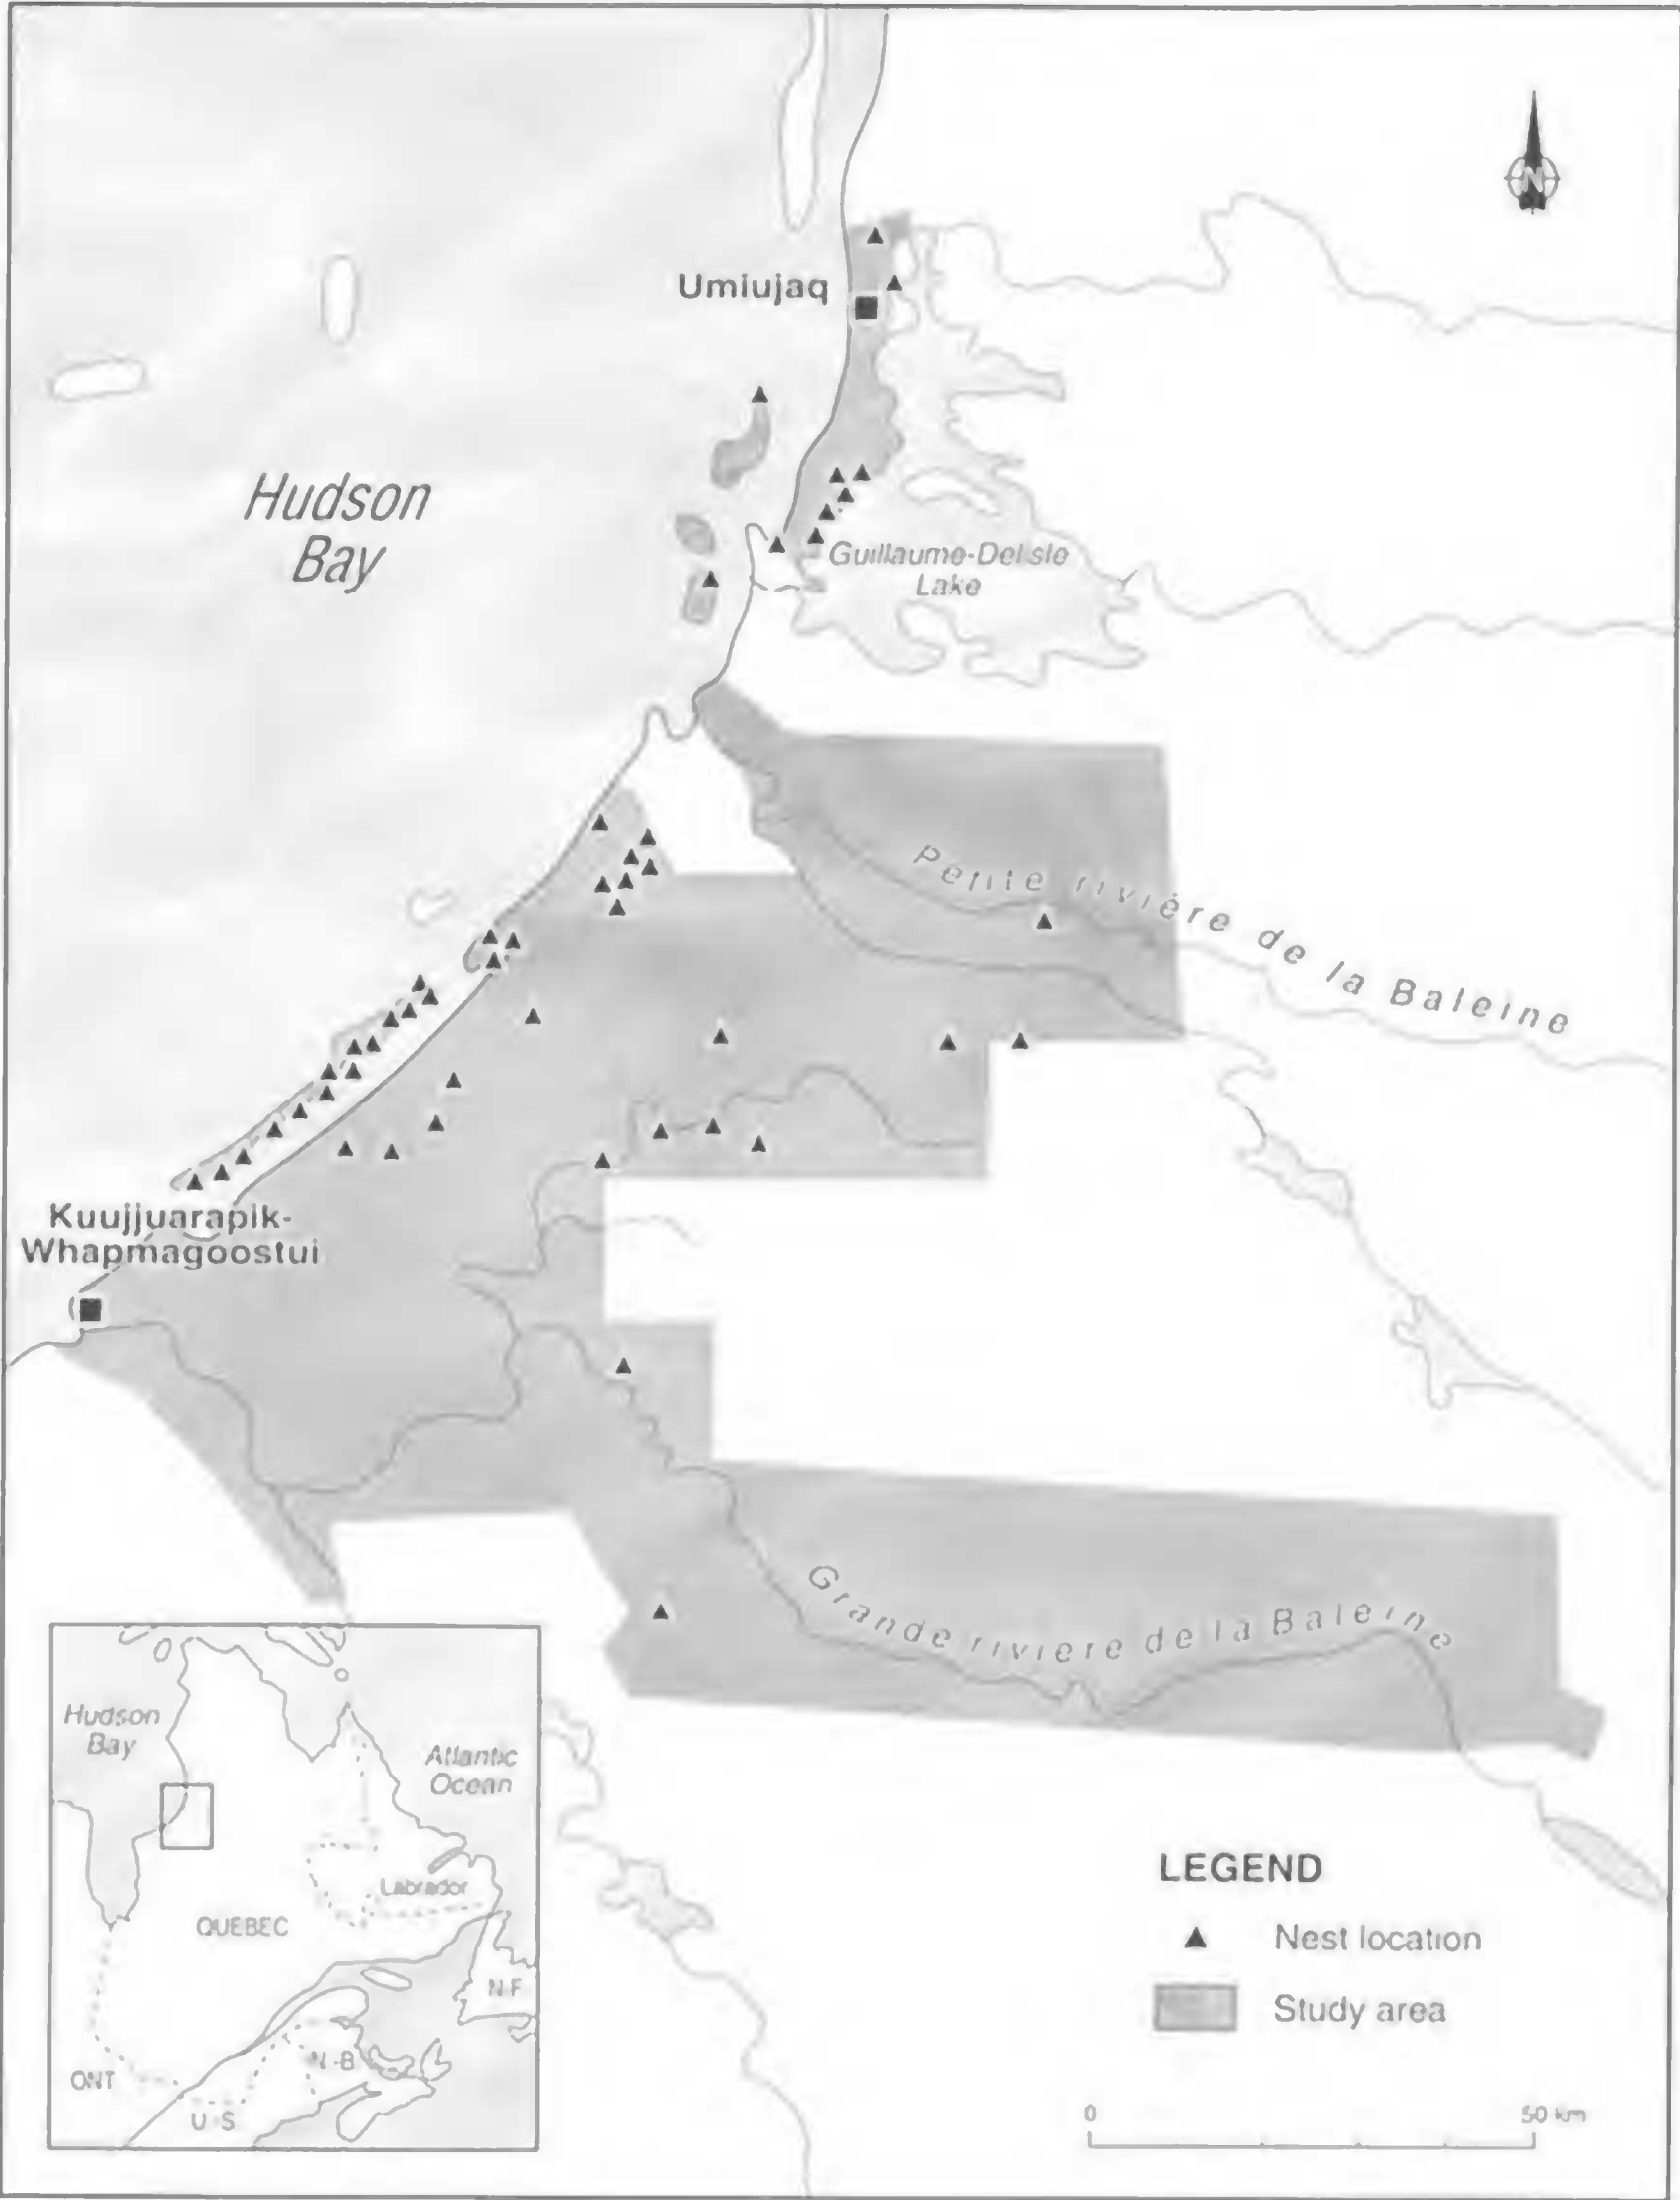 N
Umiujaq
Hudson
Bay
Guillaume-Delisle
Lake
Petite rivière de la Baleine
Kuujjuarapik-
Whapmagoostui
Grande rivière de la Baleine
Hudson
Bay
Atlantic
Ocean
Labrador
QUEBEC
N-F
N-B
ONT
U-S
LEGEND
Nest location
Study area
0 50 km